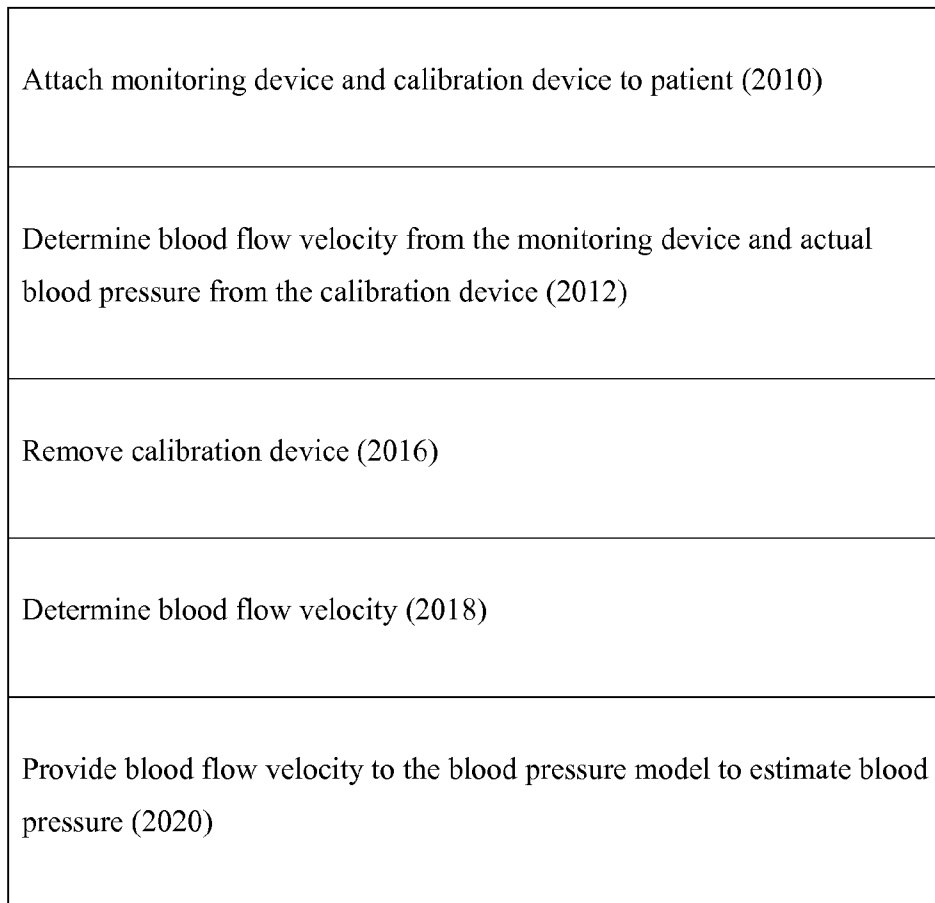 Attach monitoring device and calibration device to patient (2010)
Determine blood flow velocity from the monitoring device and actual
blood pressure from the calibration device (2012)
Remove calibration device (2016)
Determine blood flow velocity (2018)
Provide blood flow velocity to the blood pressure model to estimate blood
pressure (2020)